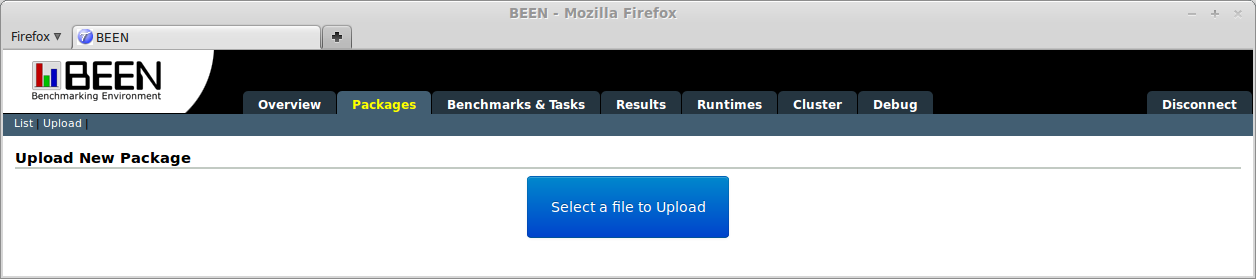 BEEN - Mozilla Firefox
Firefox
BEEN
BEEN
Benchmarking Environment
Overview Packages Benchmarks & Tasks Results Runtimes Cluster Debug Disconnect
List | Upload |
Upload New Package
Select a file to Upload